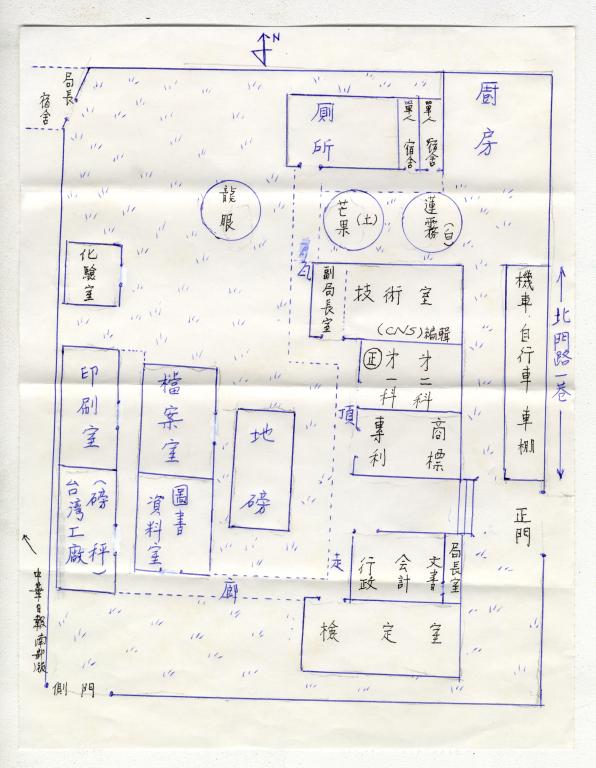 N
局長
宿舍
廁所
單人宿舍
單人宿舍
廚房
龍眼
芒果(土)
蓮霧(白)
化驗室
瓦
頂
走
廊
副局長室
技術室
(CNS)編輯
正
才一科
才二科
專利
商標
機車 自行車 車棚
北門路一巷
印刷室
檔案室
地磅
(磅秤)
台湾工廠
圖書
資料室
正門
行政
会計
文書
局長室
檢定室
中華日報(南部)版
側門